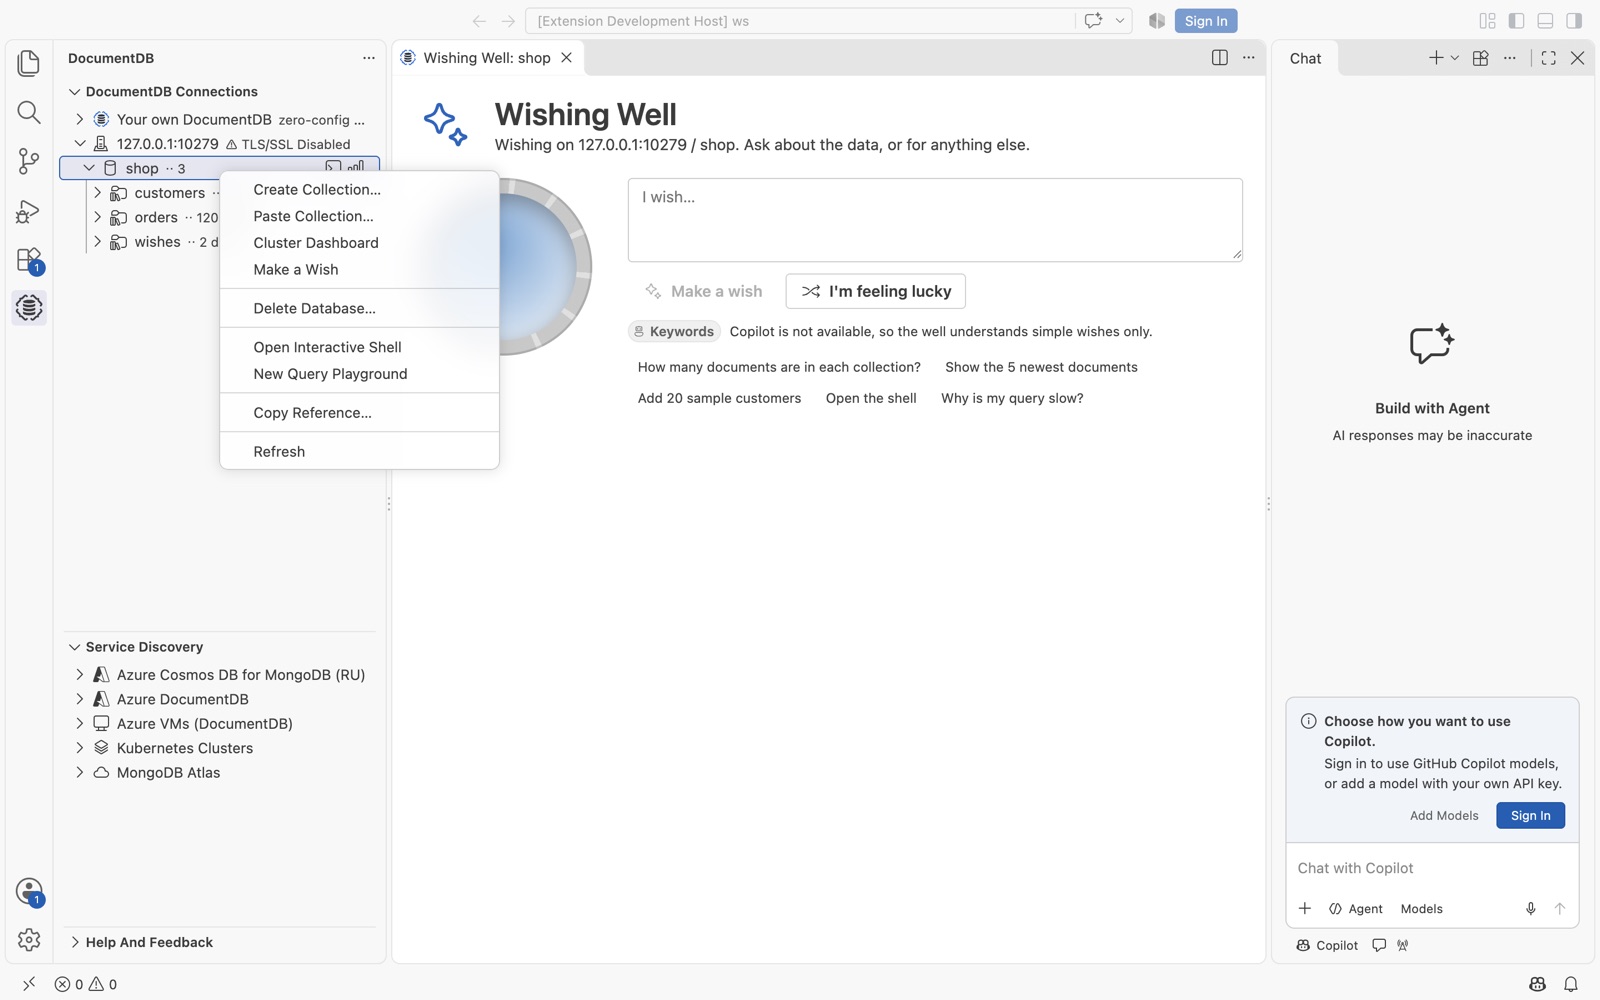 [Extension Development Host] ws
Sign In
DocumentDB
DocumentDB Connections
Your own DocumentDB zero-config ...
127.0.0.1:10279 TLS/SSL Disabled
shop ·· 3
customers ··
orders ·· 120
wishes ·· 2 d
Create Collection...
Paste Collection...
Cluster Dashboard
Make a Wish
Delete Database...
Open Interactive Shell
New Query Playground
Copy Reference...
Refresh
Service Discovery
Azure Cosmos DB for MongoDB (RU)
Azure DocumentDB
Azure VMs (DocumentDB)
Kubernetes Clusters
MongoDB Atlas
Help And Feedback
1
1
0 0
Wishing Well: shop
Wishing Well
Wishing on 127.0.0.1:10279 / shop. Ask about the data, or for anything else.
I wish...
Make a wish
I'm feeling lucky
Keywords
Copilot is not available, so the well understands simple wishes only.
How many documents are in each collection? Show the 5 newest documents
Add 20 sample customers Open the shell Why is my query slow?
Chat
Build with Agent
AI responses may be inaccurate
Choose how you want to use
Copilot.
Sign in to use GitHub Copilot models,
or add a model with your own API key.
Add Models
Sign In
Chat with Copilot
Agent Models
Copilot